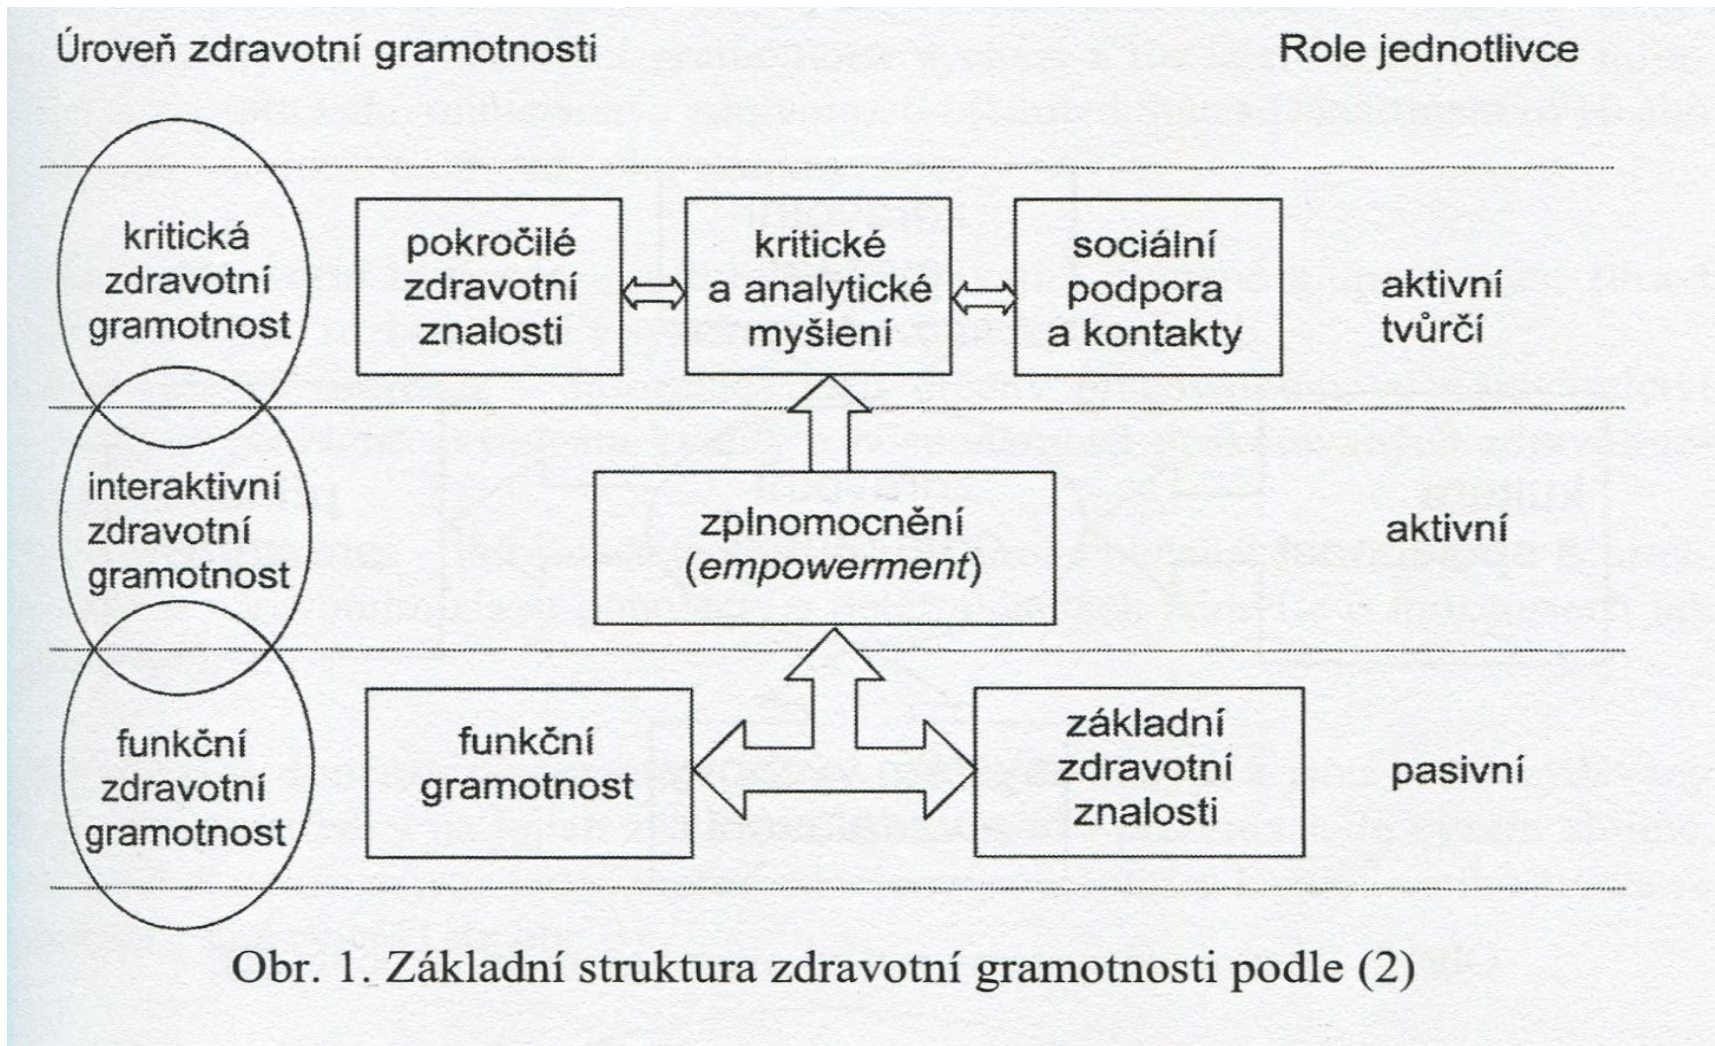 Úroveň zdravotní gramotnosti
Role jednotlivce
kritická
zdravotní
gramotnost
pokročilé
zdravotní
znalosti
kritické
a analytické
myšlení
sociální
podpora
a kontakty
aktivní
tvůrčí
interaktivní
zdravotní
gramotnost
zplnomocnění
(empowerment)
aktivní
funkční
zdravotní
gramotnost
funkční
gramotnost
základní
zdravotní
znalosti
pasivní
Obr. 1. Základní struktura zdravotní gramotnosti podle (2)